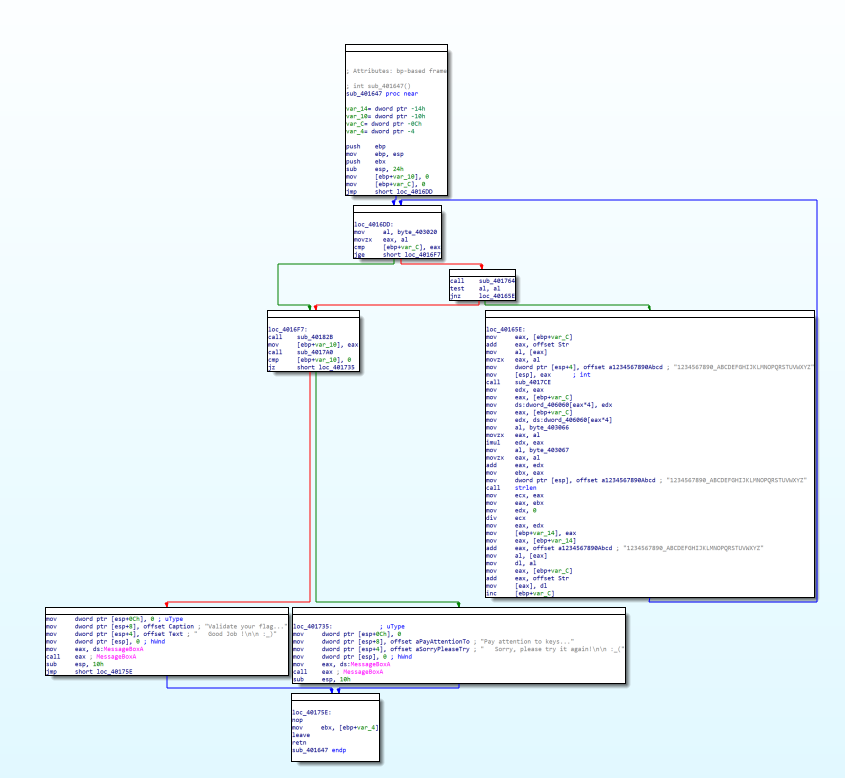 ; Attributes: bp-based frame
; int sub_401647()
sub_401647 proc near
var_14= dword ptr -14h
var_10= dword ptr -10h
var_C= dword ptr -0Ch
var_4= dword ptr -4
push ebp
mov ebp, esp
push ebx
sub esp, 24h
mov [ebp+var_10], 0
mov [ebp+var_C], 0
jmp short loc_4016DD
loc_4016DD:
mov al, byte_403020
movzx eax, al
cmp [ebp+var_C], eax
jge short loc_4016F7
call sub_401764
test al, al
jnz loc_40165E
loc_4016F7:
call sub_40182B
mov [ebp+var_10], eax
call sub_4017A0
cmp [ebp+var_10], 0
jz short loc_401735
loc_40165E:
mov eax, [ebp+var_C]
add eax, offset Str
mov al, [eax]
movzx eax, al
mov dword ptr [esp+4], offset a1234567890Abcd ; "1234567890_ABCDEFGHIJKLMNOPQRSTUVWXYZ"
mov [esp], eax ; int
call sub_4017CE
mov edx, eax
mov eax, [ebp+var_C]
mov ds:dword_406060[eax*4], edx
mov eax, [ebp+var_C]
mov edx, ds:dword_406060[eax*4]
mov al, byte_403066
movzx eax, al
imul edx, eax
mov al, byte_403067
movzx eax, al
add eax, edx
mov ebx, eax
mov dword ptr [esp], offset a1234567890Abcd ; "1234567890_ABCDEFGHIJKLMNOPQRSTUVWXYZ"
call strlen
mov ecx, eax
mov eax, ebx
mov edx, 0
div ecx
mov eax, edx
mov [ebp+var_14], eax
mov eax, [ebp+var_14]
add eax, offset a1234567890Abcd ; "1234567890_ABCDEFGHIJKLMNOPQRSTUVWXYZ"
mov al, [eax]
mov dl, al
mov eax, [ebp+var_C]
add eax, offset Str
mov [eax], dl
inc [ebp+var_C]
mov dword ptr [esp+0Ch], 0 ; uType
mov dword ptr [esp+8], offset Caption ; "Validate your flag..."
mov dword ptr [esp+4], offset Text ; " Good Job !\n\n :_)"
mov dword ptr [esp], 0 ; hWnd
mov eax, ds:MessageBoxA
call eax ; MessageBoxA
sub esp, 10h
jmp short loc_40175E
loc_401735: ; uType
mov dword ptr [esp+0Ch], 0
mov dword ptr [esp+8], offset aPayAttentionTo ; "Pay attention to keys..."
mov dword ptr [esp+4], offset aSorryPleaseTry ; " Sorry, please try it again!\n\n :_("
mov dword ptr [esp], 0 ; hWnd
mov eax, ds:MessageBoxA
call eax ; MessageBoxA
sub esp, 10h
loc_40175E:
nop
mov ebx, [ebp+var_4]
leave
retn
sub_401647 endp